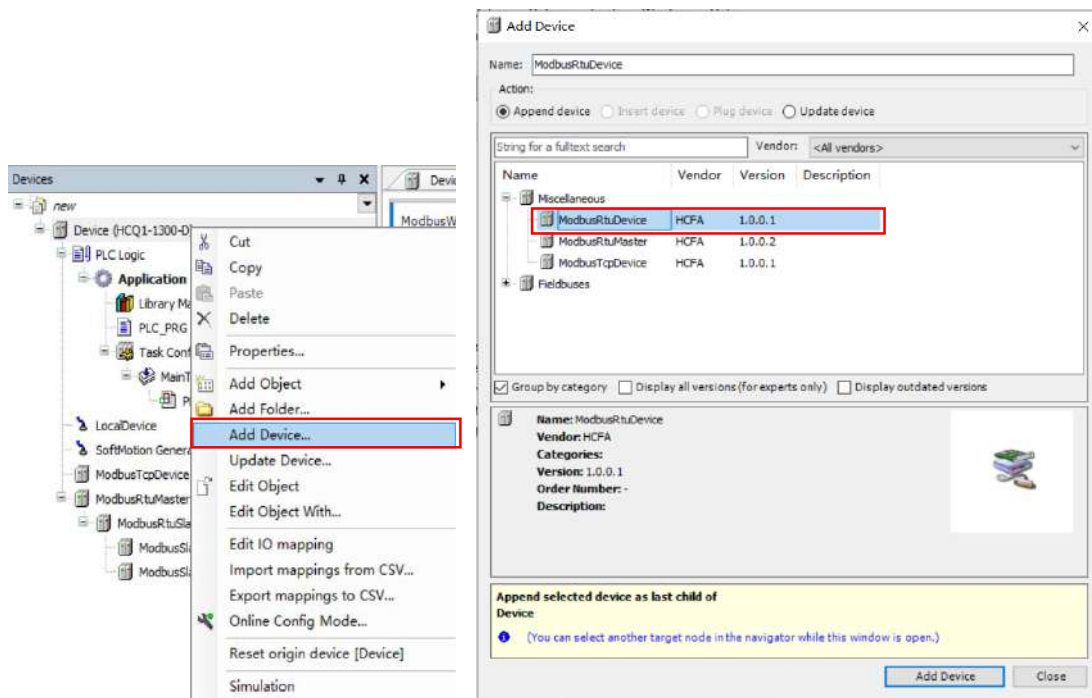 Devices
new
Device (HCQ1-1300-D
PLC Logic
Application
Library Ma
PLC_PRG
Task Conf
MainT
LocalDevice
SoftMotion Genera
ModbusTcpDevice
ModbusRtuMaster
ModbusRtuSla
ModbusSl
ModbusSl
Devic
ModbusW
Cut
Copy
Paste
Delete
Properties...
Add Object
Add Folder...
Add Device...
Update Device...
Edit Object
Edit Object With...
Edit IO mapping
Import mappings from CSV...
Export mappings to CSV...
Online Config Mode...
Reset origin device [Device]
Simulation
Add Device
Name: ModbusRtuDevice
Action:
Append device Insert device Plug device Update device
String for a fulltext search Vendor: <All vendors>
Name Vendor Version Description
Miscellaneous
ModbusRtuDevice HCFA 1.0.0.1
ModbusRtuMaster HCFA 1.0.0.2
ModbusTcpDevice HCFA 1.0.0.1
Fieldbuses
Group by category Display all versions (for experts only) Display outdated versions
Name: ModbusRtuDevice
Vendor: HCFA
Categories:
Version: 1.0.0.1
Order Number: -
Description:
Append selected device as last child of
Device
(You can select another target node in the navigator while this window is open.)
Add Device Close